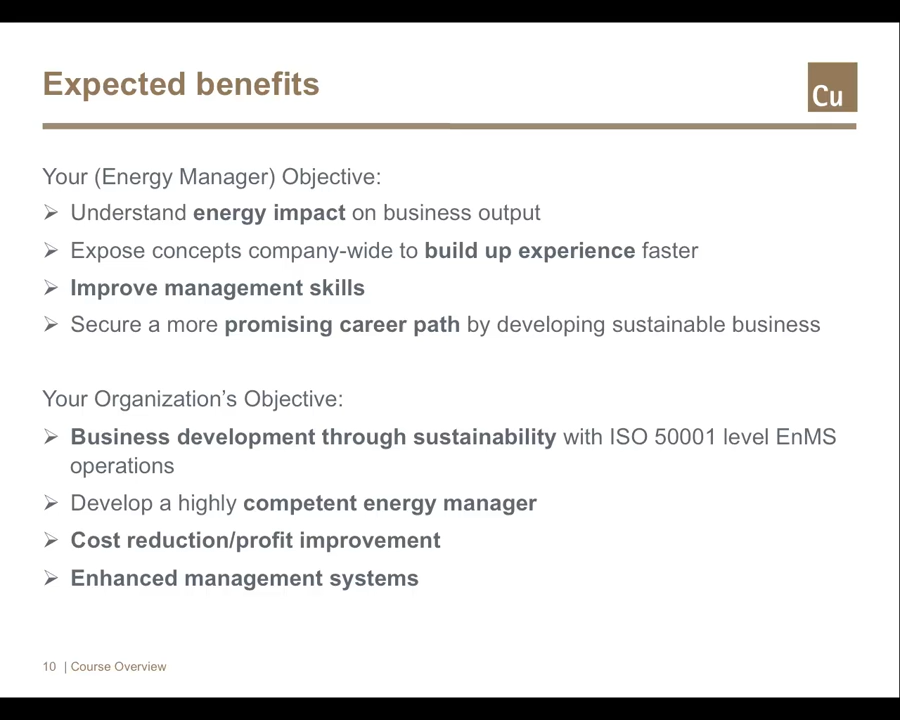 Expected benefits
Cu
Your (Energy Manager) Objective:
➢ Understand energy impact on business output
➢ Expose concepts company-wide to build up experience faster
➢ Improve management skills
➢ Secure a more promising career path by developing sustainable business
Your Organization’s Objective:
➢ Business development through sustainability with ISO 50001 level EnMS
operations
➢ Develop a highly competent energy manager
➢ Cost reduction/profit improvement
➢ Enhanced management systems
10 | Course Overview